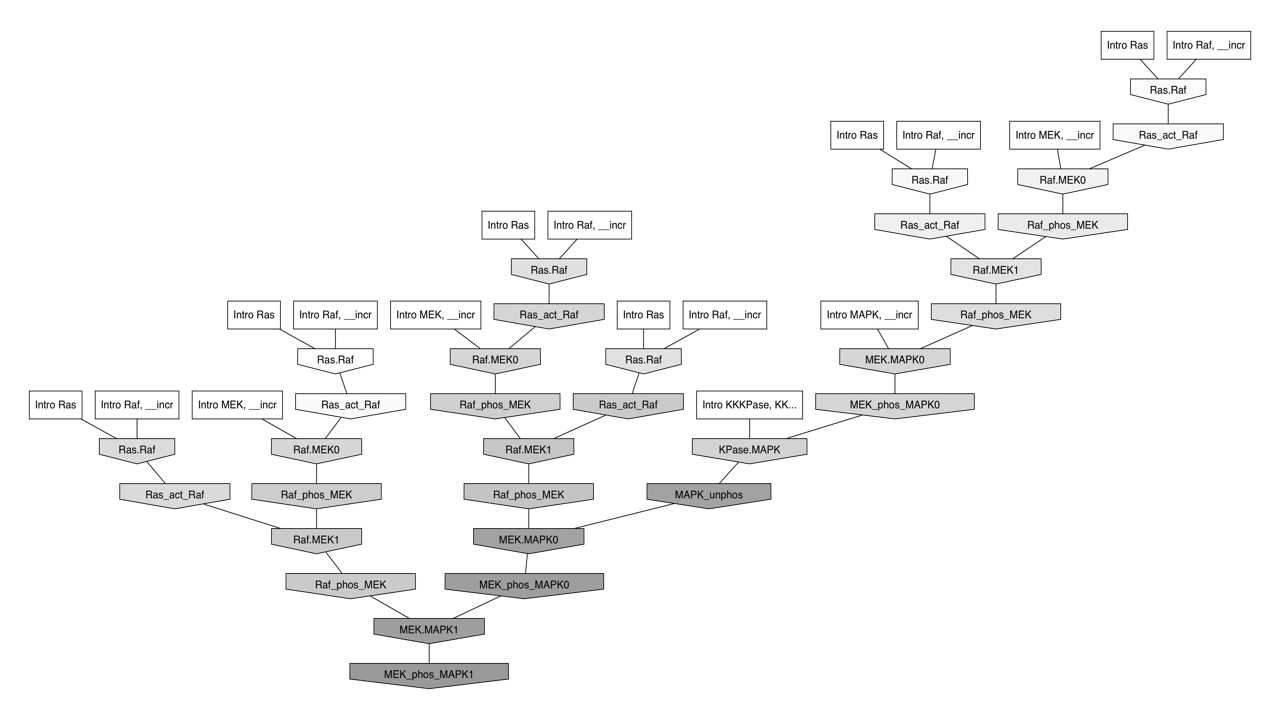 Intro Ras
Intro Raf, __incr
Ras.Raf
Intro Ras
Intro Raf, __incr
Intro MEK, __incr
Ras_act_Raf
Ras.Raf
Raf.MEK0
Intro Ras
Intro Raf, __incr
Ras_act_Raf
Raf_phos_MEK
Ras.Raf
Raf.MEK1
Intro Ras
Intro Raf, __incr
Intro MEK, __incr
Ras_act_Raf
Intro Ras
Intro Raf, __incr
Intro MAPK, __incr
Raf_phos_MEK
Ras.Raf
Raf.MEK0
Ras.Raf
MEK.MAPK0
Intro Ras
Intro Raf, __incr
Intro MEK, __incr
Ras_act_Raf
Raf_phos_MEK
Ras_act_Raf
Intro KKKPase, KK...
MEK_phos_MAPK0
Ras.Raf
Raf.MEK0
Raf.MEK1
KPase.MAPK
Ras_act_Raf
Raf_phos_MEK
Raf_phos_MEK
MAPK_unphos
Raf.MEK1
MEK.MAPK0
Raf_phos_MEK
MEK_phos_MAPK0
MEK.MAPK1
MEK_phos_MAPK1